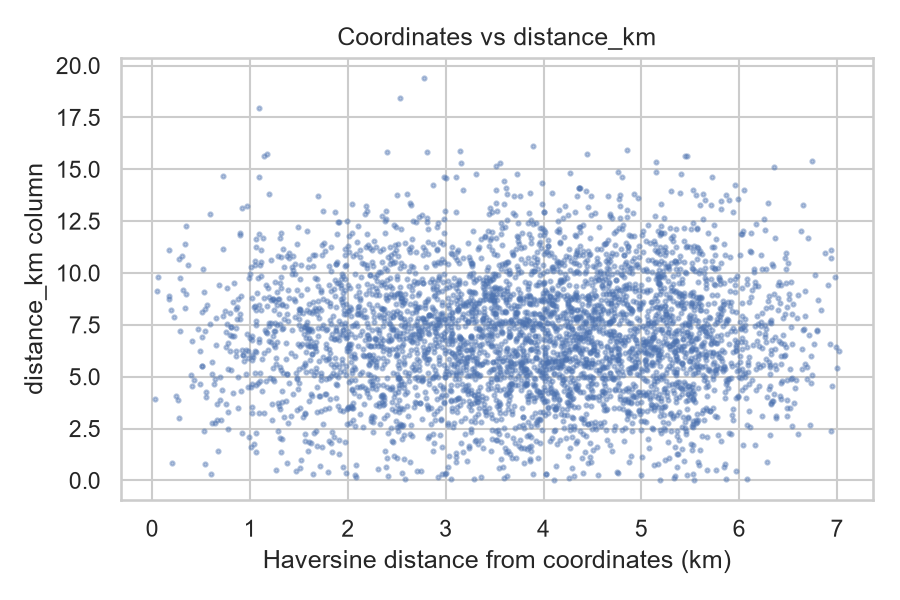 Coordinates vs distance_km
20.0
17.5
15.0
12.5
10.0
7.5
5.0
2.5
0.0
distance_km column
0 1 2 3 4 5 6 7
Haversine distance from coordinates (km)